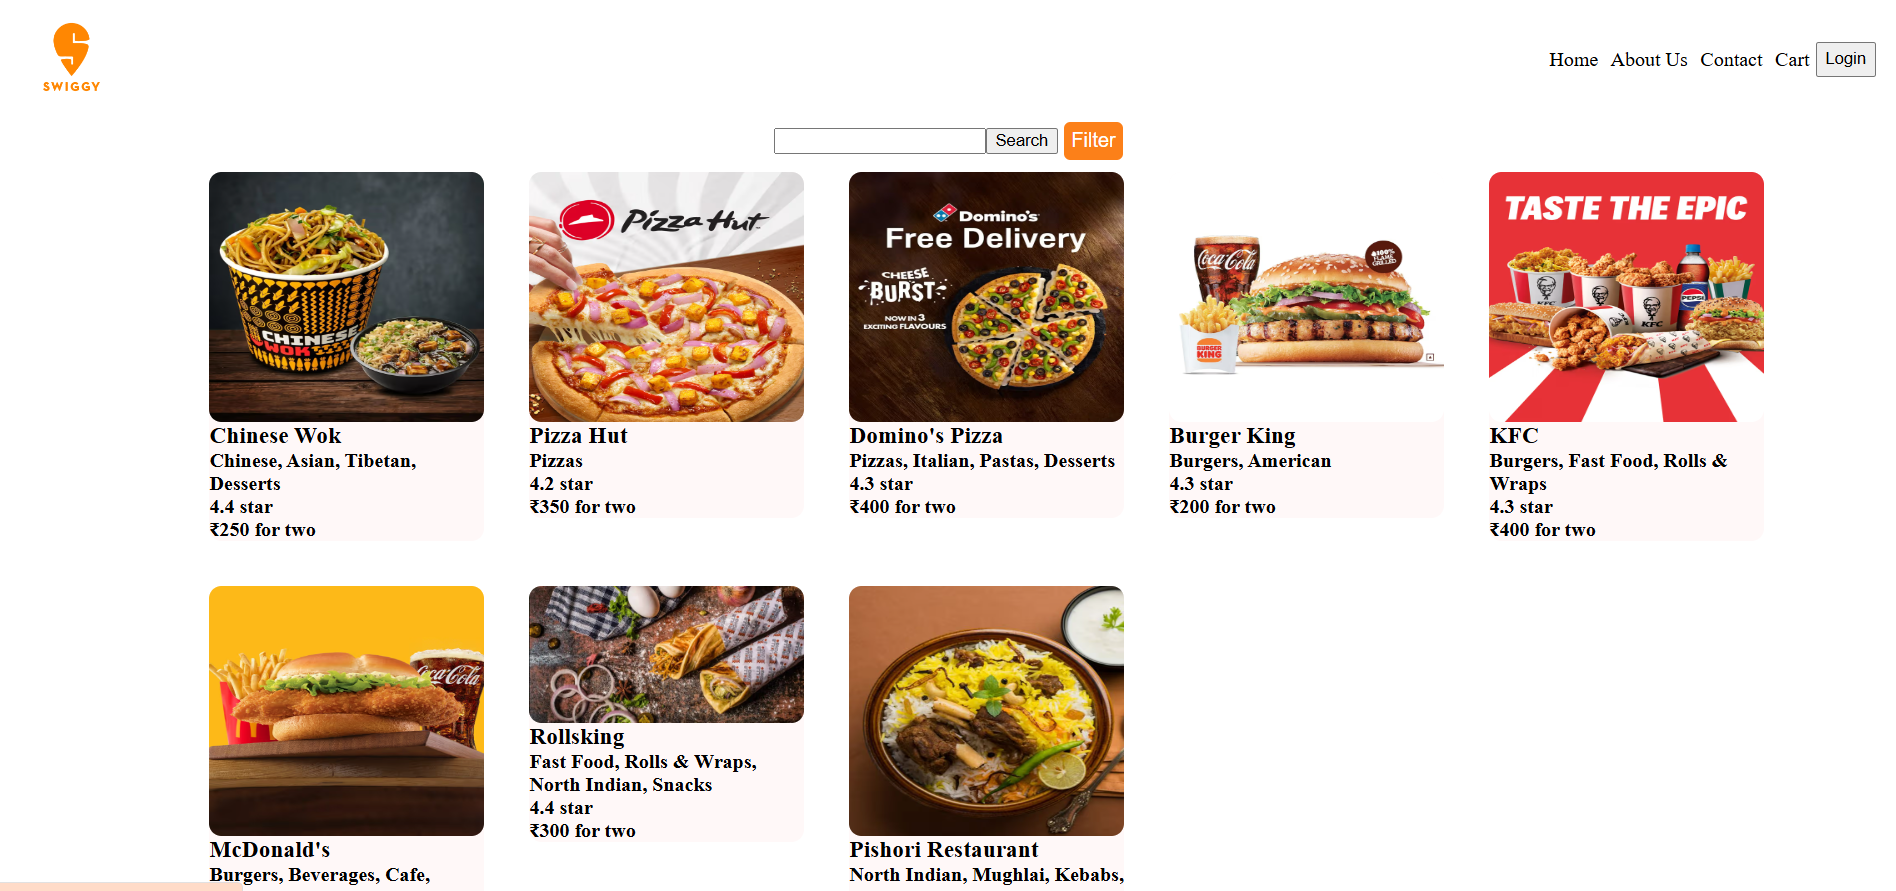 SWIGGY
Home About Us Contact Cart Login
Search Filter
CHINESE
WOK
Pizza Hut
Domino's
Free Delivery
CHEESE
BURST
NOW IN 3
EXCITING FLAVOURS
Coca-Cola
100%
FLAME
GRILLED
BURGER
KING
TASTE THE EPIC
KFC
PEPSI
KFC
Chinese Wok
Chinese, Asian, Tibetan,
Desserts
4.4 star
₹250 for two
Pizza Hut
Pizzas
4.2 star
₹350 for two
Domino's Pizza
Pizzas, Italian, Pastas, Desserts
4.3 star
₹400 for two
Burger King
Burgers, American
4.3 star
₹200 for two
KFC
Burgers, Fast Food, Rolls &
Wraps
4.3 star
₹400 for two
Coca-Cola
McDonald's
Burgers, Beverages, Cafe,
Rollsking
Fast Food, Rolls & Wraps,
North Indian, Snacks
4.4 star
₹300 for two
Pishori Restaurant
North Indian, Mughlai, Kebabs,